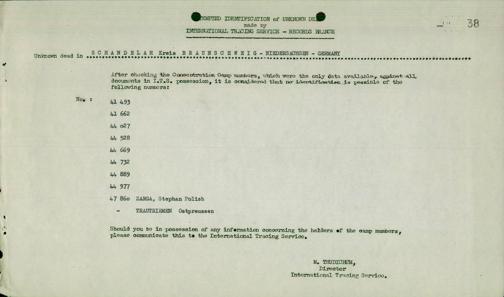 IDENTIFICATION of UNKNOWN
made by
INTERNATIONAL TRACING SERVICE - RECORDS BRANCH
38
Unknown dead in SCHANDELAH Kreis BRAUNSCHWEIG - NIEDERSACHSEN - GERMANY
After checking the Concentration Camp numbers, which were the only data available, against all
documents in I.T.S. possession, it is considered that no identification is possible of the
following numers:
No. :
41 493
41 662
44 027
44 528
44 669
44 732
44 889
44 977
47 860 ZARGA, Stephan Polish
- TRAUTRIEMEN Ostpreussen
Should you be in possession of any information concerning the holders of the camp numbers,
please communicate this to the International Tracing Service.
M. THUDICHUM,
Director
International Tracing Service.